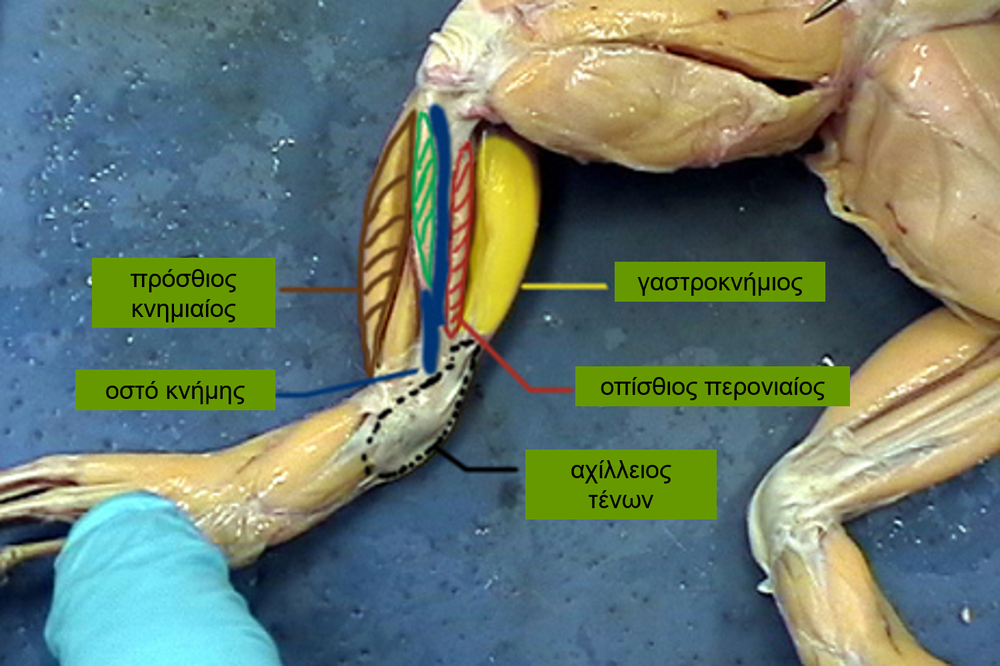 πρόσθιος
κνημιαίος
γαστροκνήμιος
οστό κνήμης
οπίσθιος περονιαίος
αχίλλειος
τένων